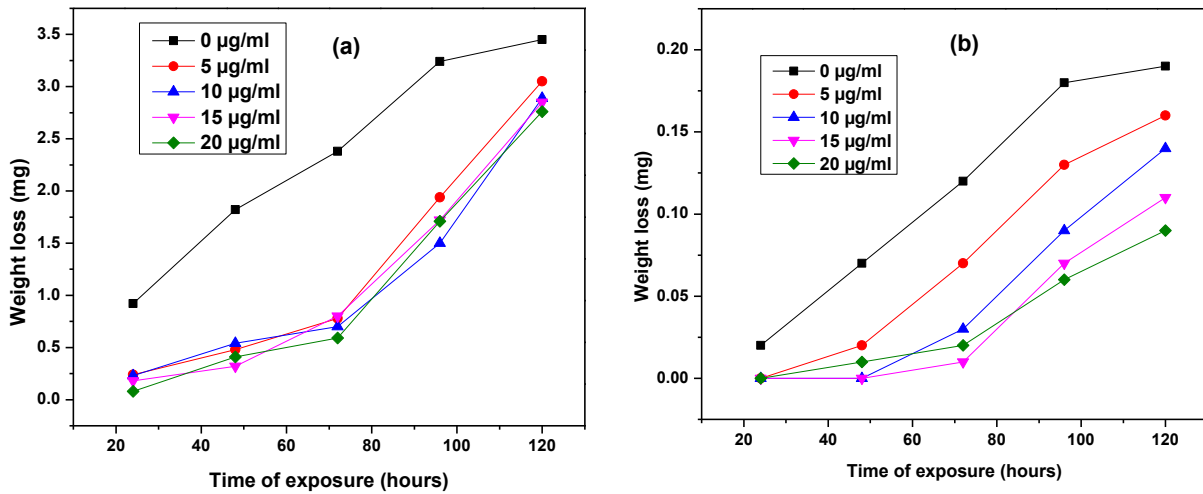 (a)
0 µg/ml
5 µg/ml
10 µg/ml
15 µg/ml
20 µg/ml
3.5
3.0
2.5
2.0
1.5
1.0
0.5
0.0
Weight loss (mg)
20 40 60 80 100 120
Time of exposure (hours)
(b)
0 µg/ml
5 µg/ml
10 µg/ml
15 µg/ml
20 µg/ml
0.20
0.15
0.10
0.05
0.00
Weight loss (mg)
20 40 60 80 100 120
Time of exposure (hours)